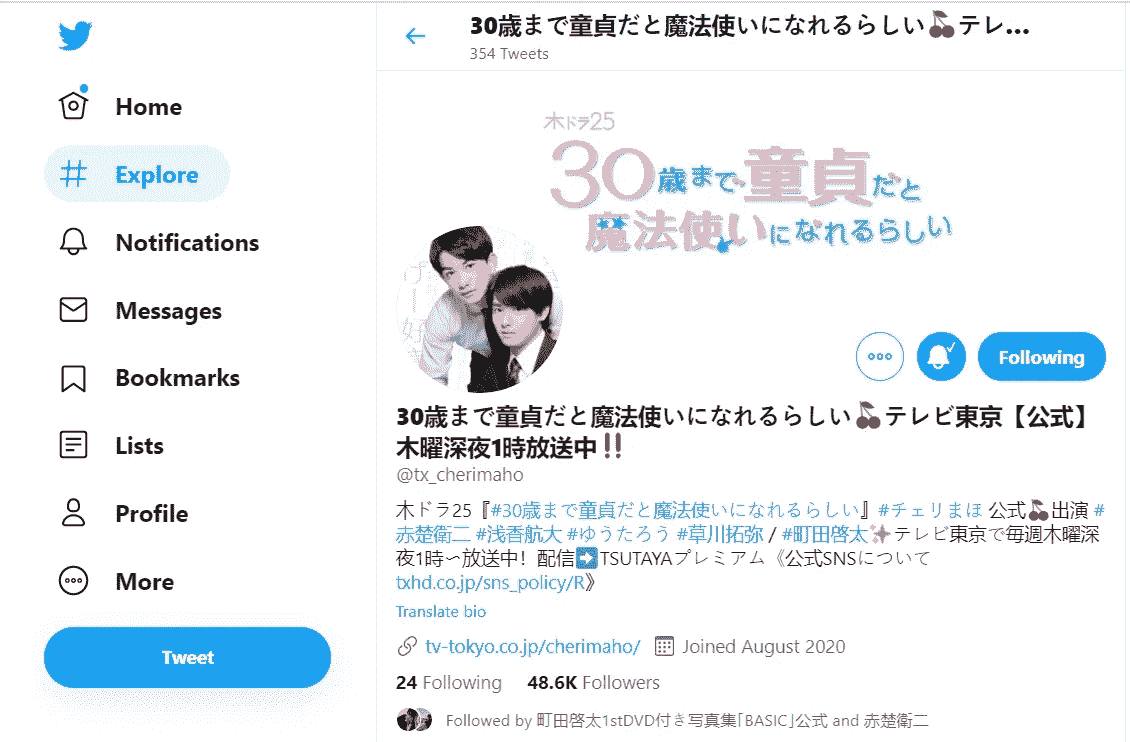 30歳まで童貞だと魔法使いになれるらしい🍒テレ...
354 Tweets
Home
Explore
Notifications
Messages
Bookmarks
Lists
Profile
More
Tweet
木ドラ25
30歳まで童貞だと
魔法使いになれるらしい
Following
30歳まで童貞だと魔法使いになれるらしい🍒テレビ東京【公式】
木曜深夜1時放送中‼
@tx_cherimaho
木ドラ25『#30歳まで童貞だと魔法使いになれるらしい』#チェリまほ 公式🍒出演 #
赤楚衛二 #浅香航大 #ゆうたろう #草川拓弥 / #町田啓太✨テレビ東京で毎週木曜深
夜1時〜放送中！配信➡TSUTAYAプレミアム《公式SNSについて
txhd.co.jp/sns_policy/R》
Translate bio
tv-tokyo.co.jp/cherimaho/ Joined August 2020
24 Following 48.6K Followers
Followed by 町田啓太1stDVD付き写真集｢BASIC｣公式 and 赤楚衛二